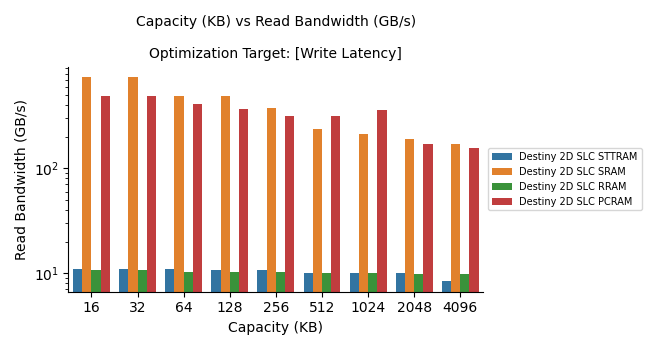 Capacity (KB) vs Read Bandwidth (GB/s)
Optimization Target: [Write Latency]
Read Bandwidth (GB/s)
10²
10¹
16 32 64 128 256 512 1024 2048 4096
Capacity (KB)
Destiny 2D SLC STTRAM
Destiny 2D SLC SRAM
Destiny 2D SLC RRAM
Destiny 2D SLC PCRAM